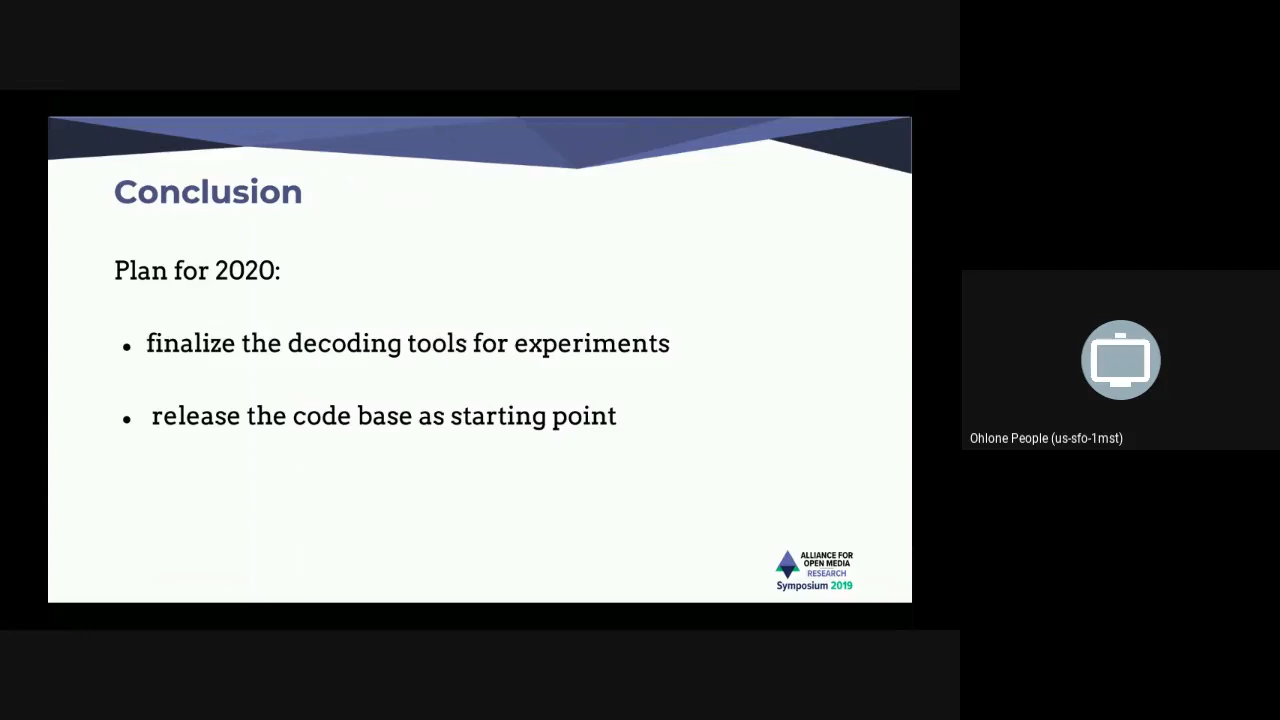 Conclusion
Plan for 2020:
• finalize the decoding tools for experiments
• release the code base as starting point
ALLIANCE FOR
OPEN MEDIA
RESEARCH
Symposium 2019
Ohlone People (us-sfo-1mst)